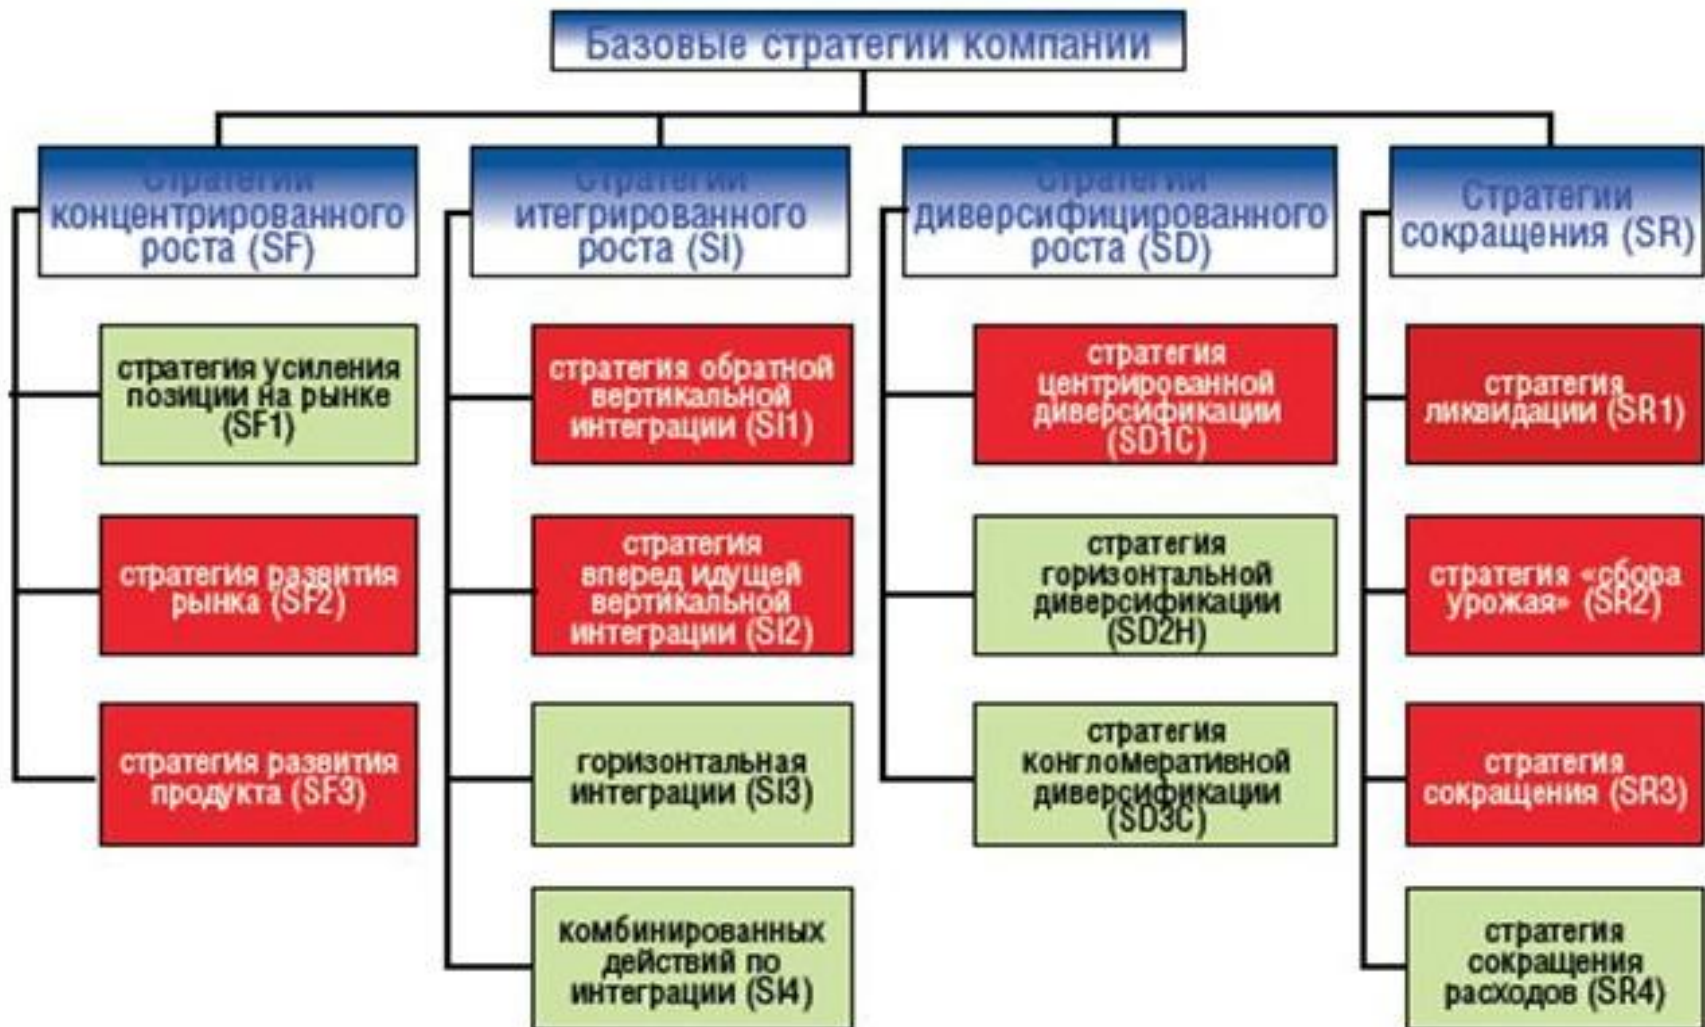 Базовые стратегии компании
Стратегии
концентрированного
роста (SF)
Стратегии
итегрированного
роста (SI)
Стратегии
диверсифицированного
роста (SD)
Стратегии
сокращения (SR)
стратегия усиления
позиции на рынке
(SF1)
стратегия обратной
вертикальной
интеграции (SI1)
стратегия
центрированной
диверсификации
(SD1C)
стратегия
ликвидации (SR1)
стратегия развития
рынка (SF2)
стратегия
вперед идущей
вертикальной
интеграции (SI2)
стратегия
горизонтальной
диверсификации
(SD2H)
стратегия «сбора
урожая» (SR2)
стратегия развития
продукта (SF3)
горизонтальная
интеграции (SI3)
стратегия
конгломеративной
диверсификации
(SD3C)
стратегия
сокращения (SR3)
комбинированных
действий по
интеграции (SI4)
стратегия
сокращения
расходов (SR4)